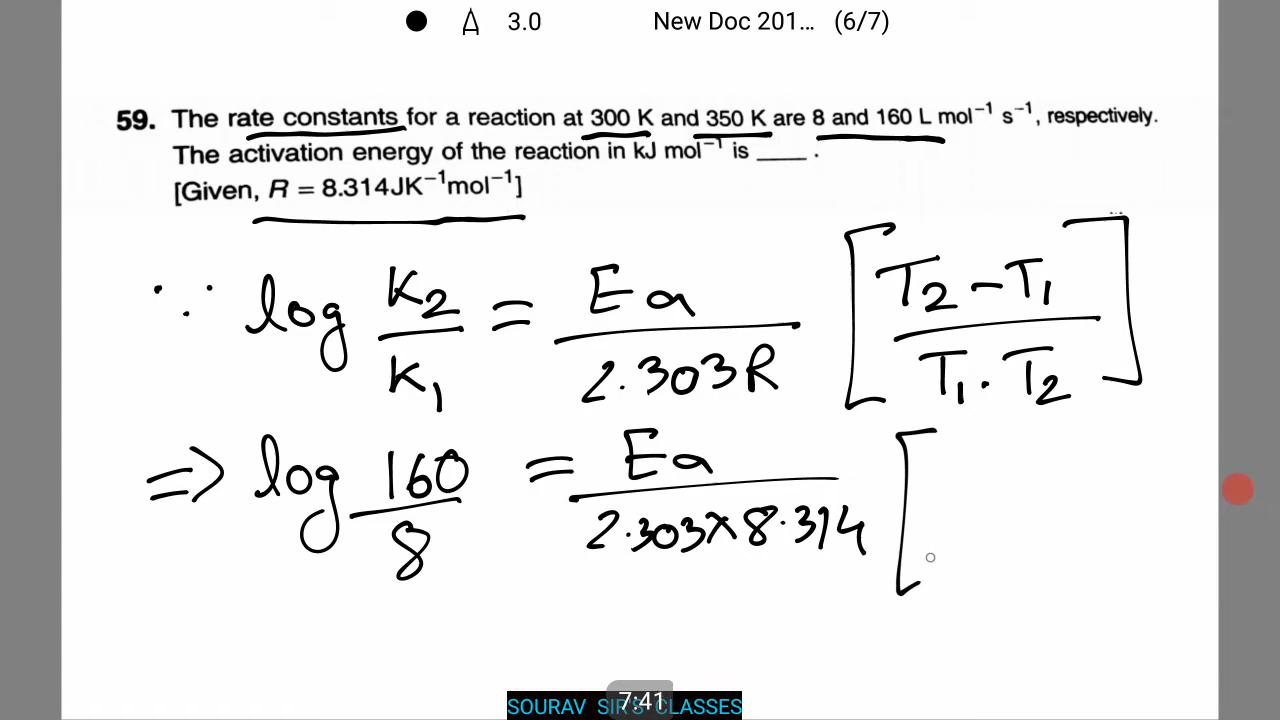 3.0 New Doc 201... (6/7)
59. The rate constants for a reaction at 300 K and 350 K are 8 and 160 L mol⁻¹ s⁻¹, respectively.
The activation energy of the reaction in kJ mol⁻¹ is ____ .
[Given, R = 8.314JK⁻¹mol⁻¹]
∵ log K₂/K₁ = Ea/2.303R [T₂-T₁/T₁.T₂]
=> log 160/8 = Ea/2.303×8.314 [
7:41
SOURAV SIR'S CLASSES